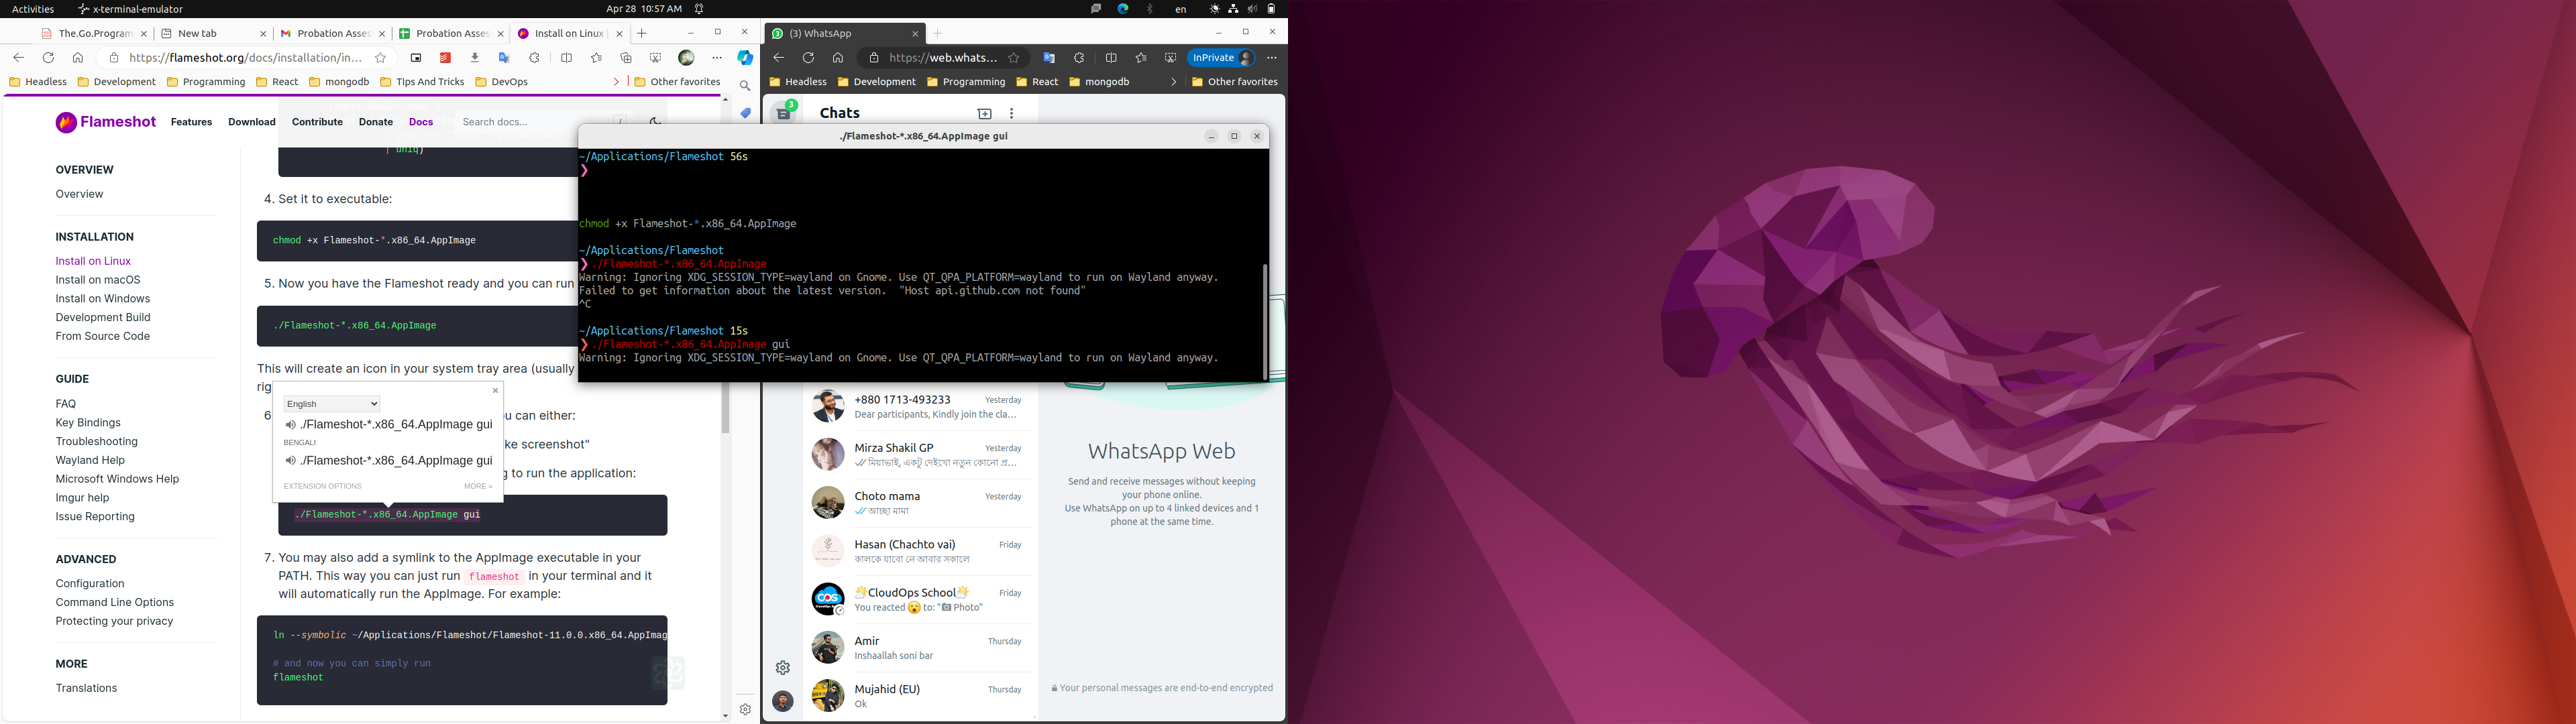 Activities
x-terminal-emulator
Apr 28 10:57 AM
en
The.Go.Program
New tab
Probation Asses
Probation Asses
Install on Linux |
https://flameshot.org/docs/installation/in…
Headless
Development
Programming
React
mongodb
TIps And Tricks
DevOps
Other favorites
Flameshot
Features
Download
Contribute
Donate
Docs
Search docs...
/
OVERVIEW
Overview
INSTALLATION
Install on Linux
Install on macOS
Install on Windows
Development Build
From Source Code
GUIDE
FAQ
Key Bindings
Troubleshooting
Wayland Help
Microsoft Windows Help
Imgur help
Issue Reporting
ADVANCED
Configuration
Command Line Options
Protecting your privacy
MORE
Translations
| uniq)
4. Set it to executable:
chmod +x Flameshot-*.x86_64.AppImage
5. Now you have the Flameshot ready and you can run
./Flameshot-*.x86_64.AppImage
This will create an icon in your system tray area (usually
rig
6
ou can either:
ke screenshot"
g to run the application:
English
./Flameshot-*.x86_64.AppImage gui
BENGALI
./Flameshot-*.x86_64.AppImage gui
EXTENSION OPTIONS
MORE »
./Flameshot-*.x86_64.AppImage gui
7. You may also add a symlink to the AppImage executable in your
PATH. This way you can just run flameshot in your terminal and it
will automatically run the AppImage. For example:
ln --symbolic ~/Applications/Flameshot/Flameshot-11.0.0.x86_64.AppImag
# and now you can simply run
flameshot
~/Applications/Flameshot 56s
❯
chmod +x Flameshot-*.x86_64.AppImage
~/Applications/Flameshot
❯ ./Flameshot-*.x86_64.AppImage
Warning: Ignoring XDG_SESSION_TYPE=wayland on Gnome. Use QT_QPA_PLATFORM=wayland to run on Wayland anyway.
Failed to get information about the latest version.  "Host api.github.com not found"
^C
~/Applications/Flameshot 15s
❯ ./Flameshot-*.x86_64.AppImage gui
Warning: Ignoring XDG_SESSION_TYPE=wayland on Gnome. Use QT_QPA_PLATFORM=wayland to run on Wayland anyway.
./Flameshot-*.x86_64.AppImage gui
3
(3) WhatsApp
https://web.whats…
InPrivate
Headless
Development
Programming
React
mongodb
Other favorites
3
Chats
+880 1713-493233
Yesterday
Dear participants, Kindly join the cla…
Mirza Shakil GP
Yesterday
মিয়াভাই, একটু দেইখো নতুন কোনো প্র…
Choto mama
Yesterday
আচ্ছা মামা
Hasan (Chachto vai)
Friday
কালকে যাবো নে আবার সকালে
CloudOps School
Friday
You reacted 😮 to: "📷 Photo"
Amir
Thursday
Inshaallah soni bar
Mujahid (EU)
Thursday
Ok
WhatsApp Web
Send and receive messages without keeping
your phone online.
Use WhatsApp on up to 4 linked devices and 1
phone at the same time.
Your personal messages are end-to-end encrypted